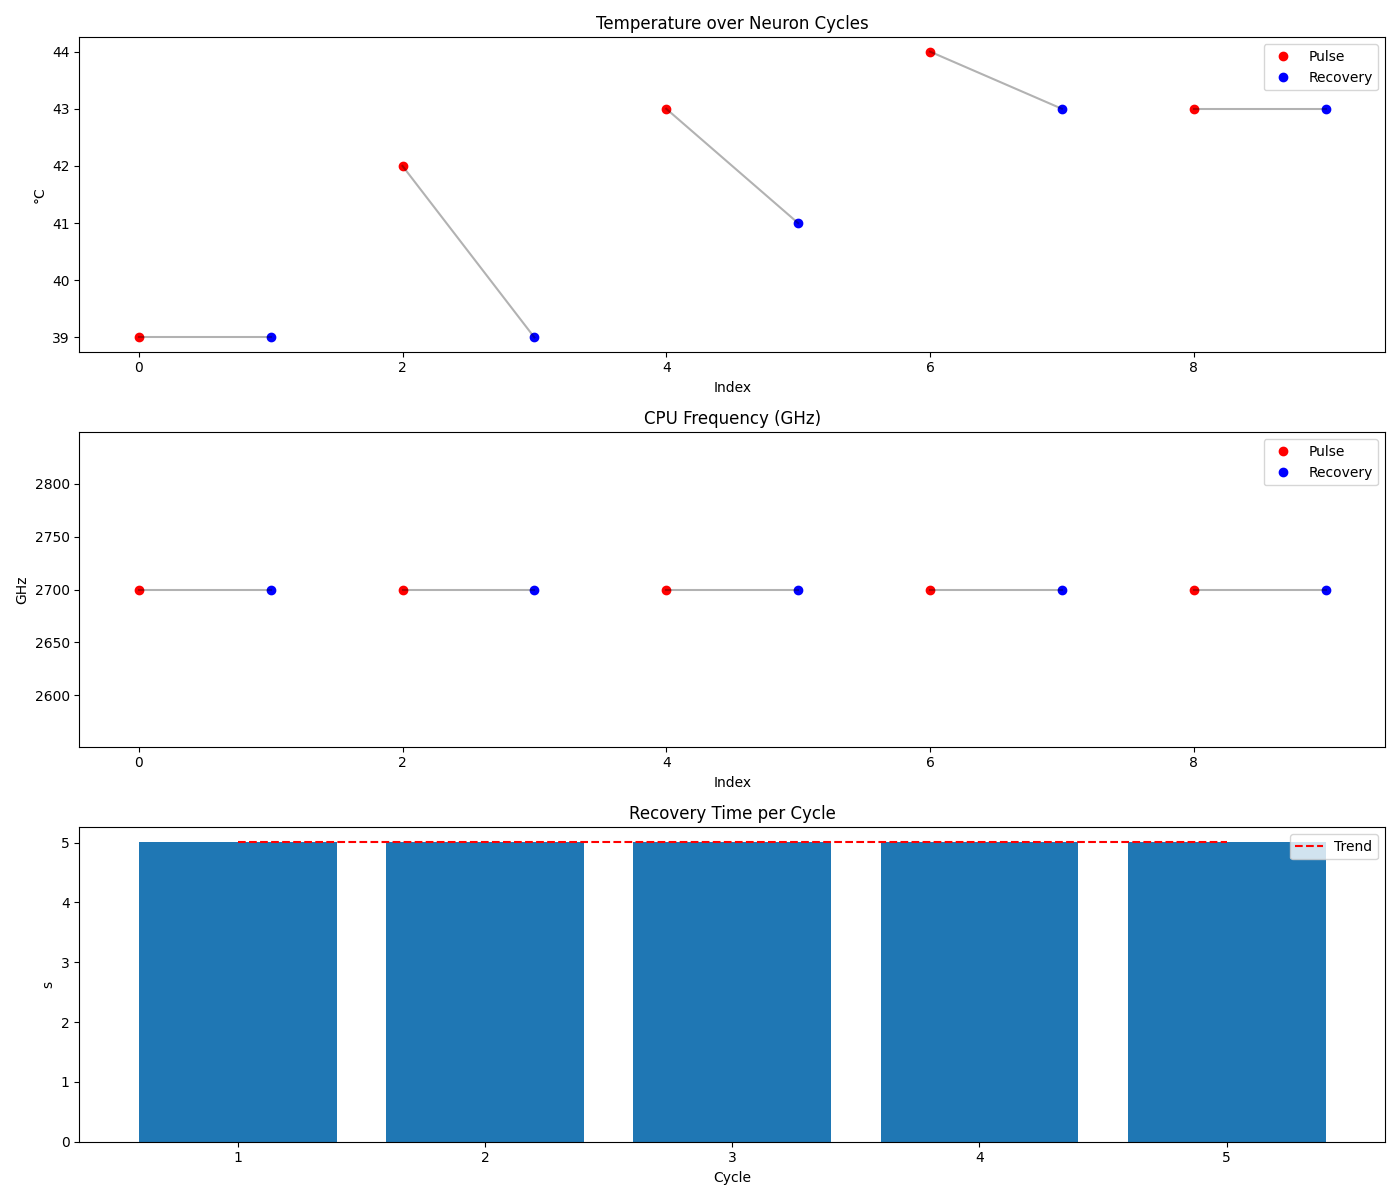 Temperature over Neuron Cycles
44
43
42
41
40
39
°C
Pulse
Recovery
0 2 4 6 8
Index
CPU Frequency (GHz)
2800
2750
2700
2650
2600
GHz
Pulse
Recovery
0 2 4 6 8
Index
Recovery Time per Cycle
5
4
3
2
1
0
s
Trend
1 2 3 4 5
Cycle